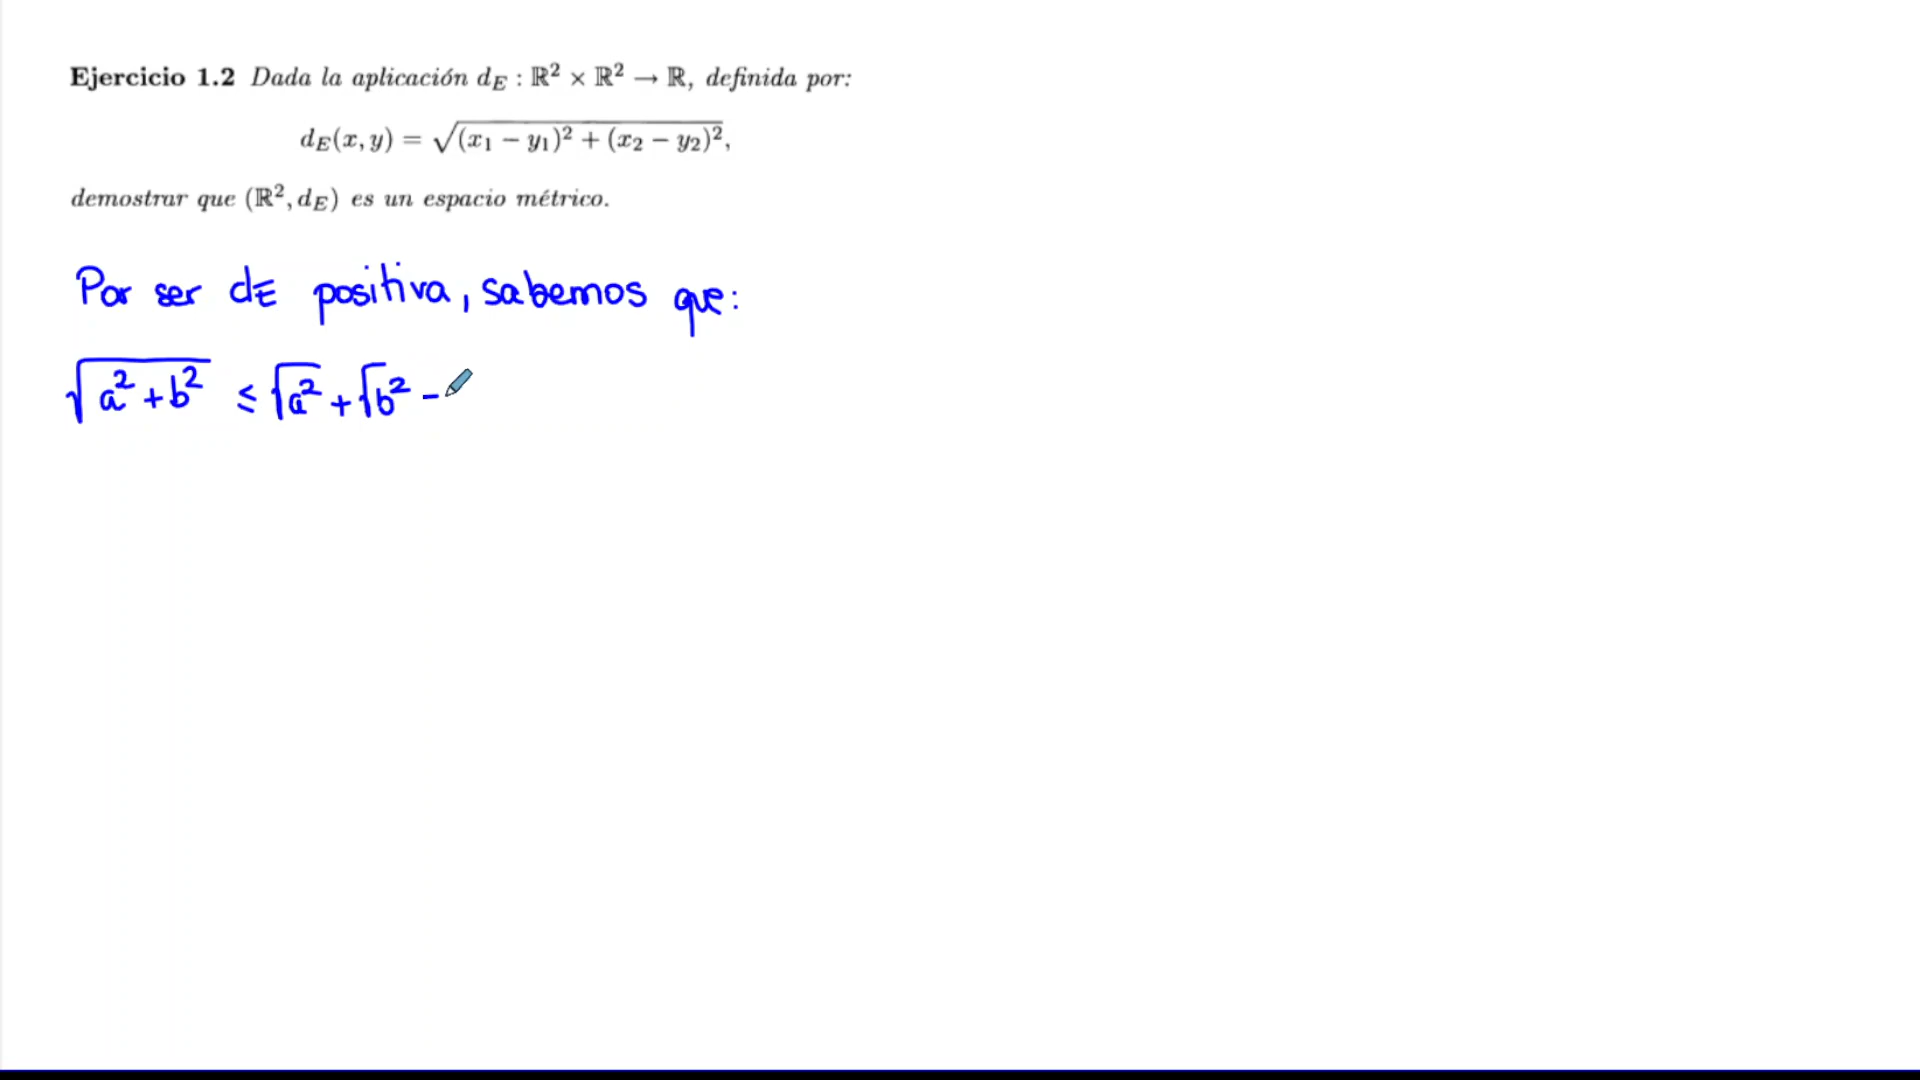 Ejercicio 1.2 Dada la aplicación d_E : ℝ² × ℝ² → ℝ, definida por:
d_E(x, y) = √((x₁ − y₁)² + (x₂ − y₂)²),
demostrar que (ℝ², d_E) es un espacio métrico.
Por ser dE positiva, sabemos que:
√(a² + b²) ≤ √a² + √b² -